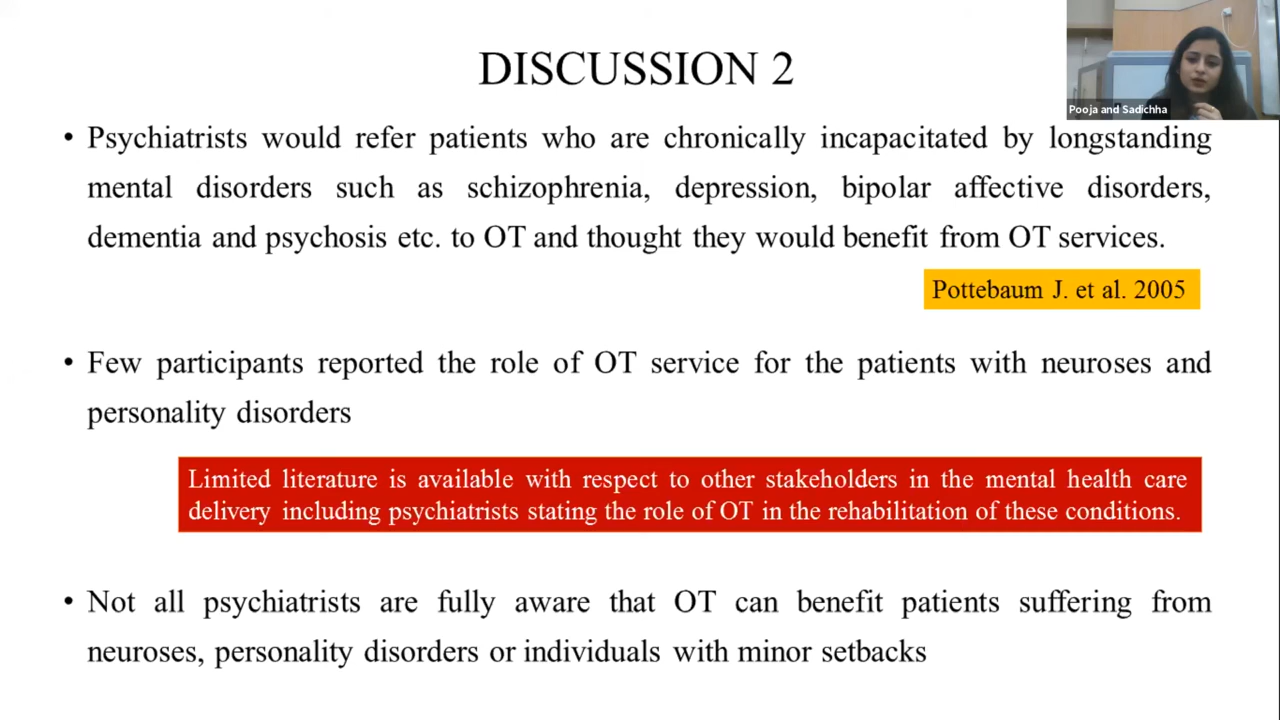 DISCUSSION 2
Pooja and Sadichha
• Psychiatrists would refer patients who are chronically incapacitated by longstanding
mental disorders such as schizophrenia, depression, bipolar affective disorders,
dementia and psychosis etc. to OT and thought they would benefit from OT services.
Pottebaum J. et al. 2005
• Few participants reported the role of OT service for the patients with neuroses and
personality disorders
Limited literature is available with respect to other stakeholders in the mental health care
delivery including psychiatrists stating the role of OT in the rehabilitation of these conditions.
• Not all psychiatrists are fully aware that OT can benefit patients suffering from
neuroses, personality disorders or individuals with minor setbacks